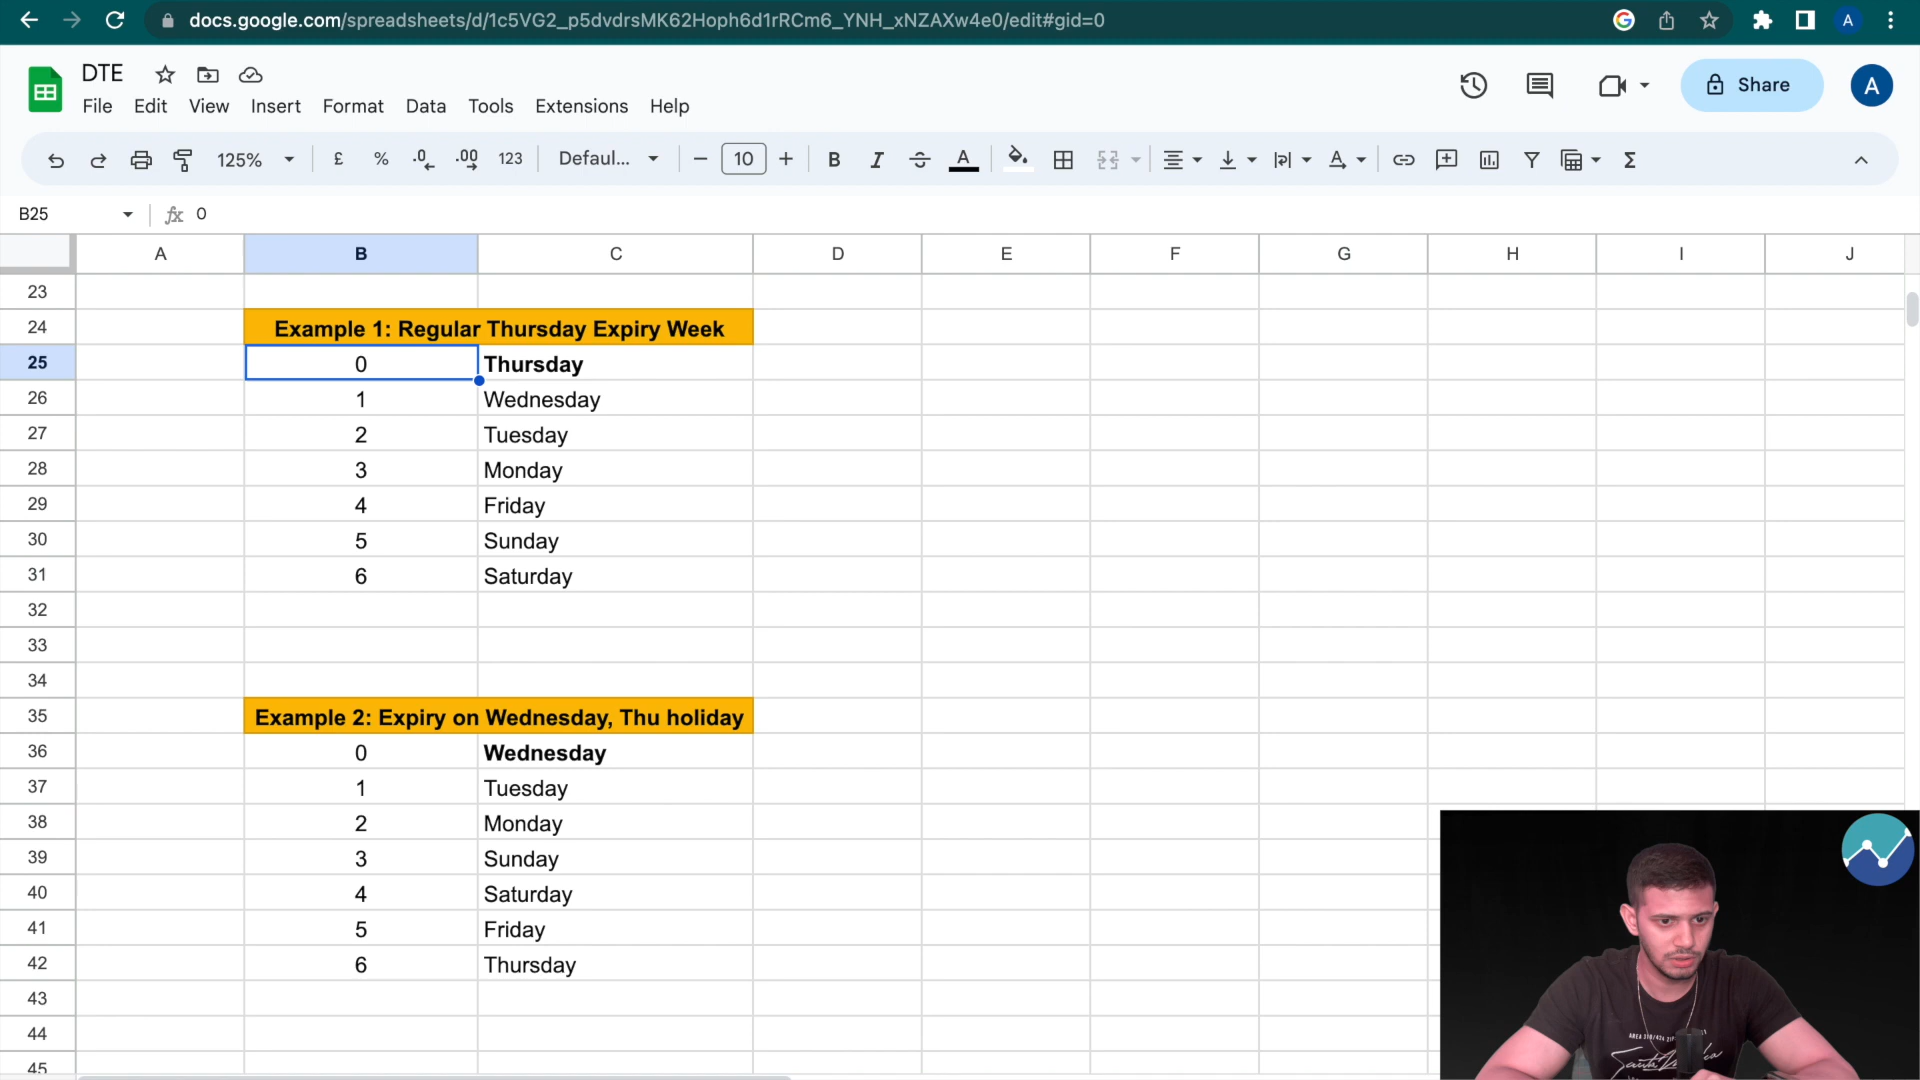 docs.google.com/spreadsheets/d/1c5VG2_p5dvdrsMK62Hoph6d1rRCm6_YNH_xNZAXw4e0/edit#gid=0
A
DTE
File Edit View Insert Format Data Tools Extensions Help
Share
A
125% £ % .0 .00 123 Defaul... 10 B I A A Σ
B25 fx 0
A B C D E F G H I J
23
24 Example 1: Regular Thursday Expiry Week
25 0 Thursday
26 1 Wednesday
27 2 Tuesday
28 3 Monday
29 4 Friday
30 5 Sunday
31 6 Saturday
32
33
34
35 Example 2: Expiry on Wednesday, Thu holiday
36 0 Wednesday
37 1 Tuesday
38 2 Monday
39 3 Sunday
40 4 Saturday
41 5 Friday
42 6 Thursday
43
44
45